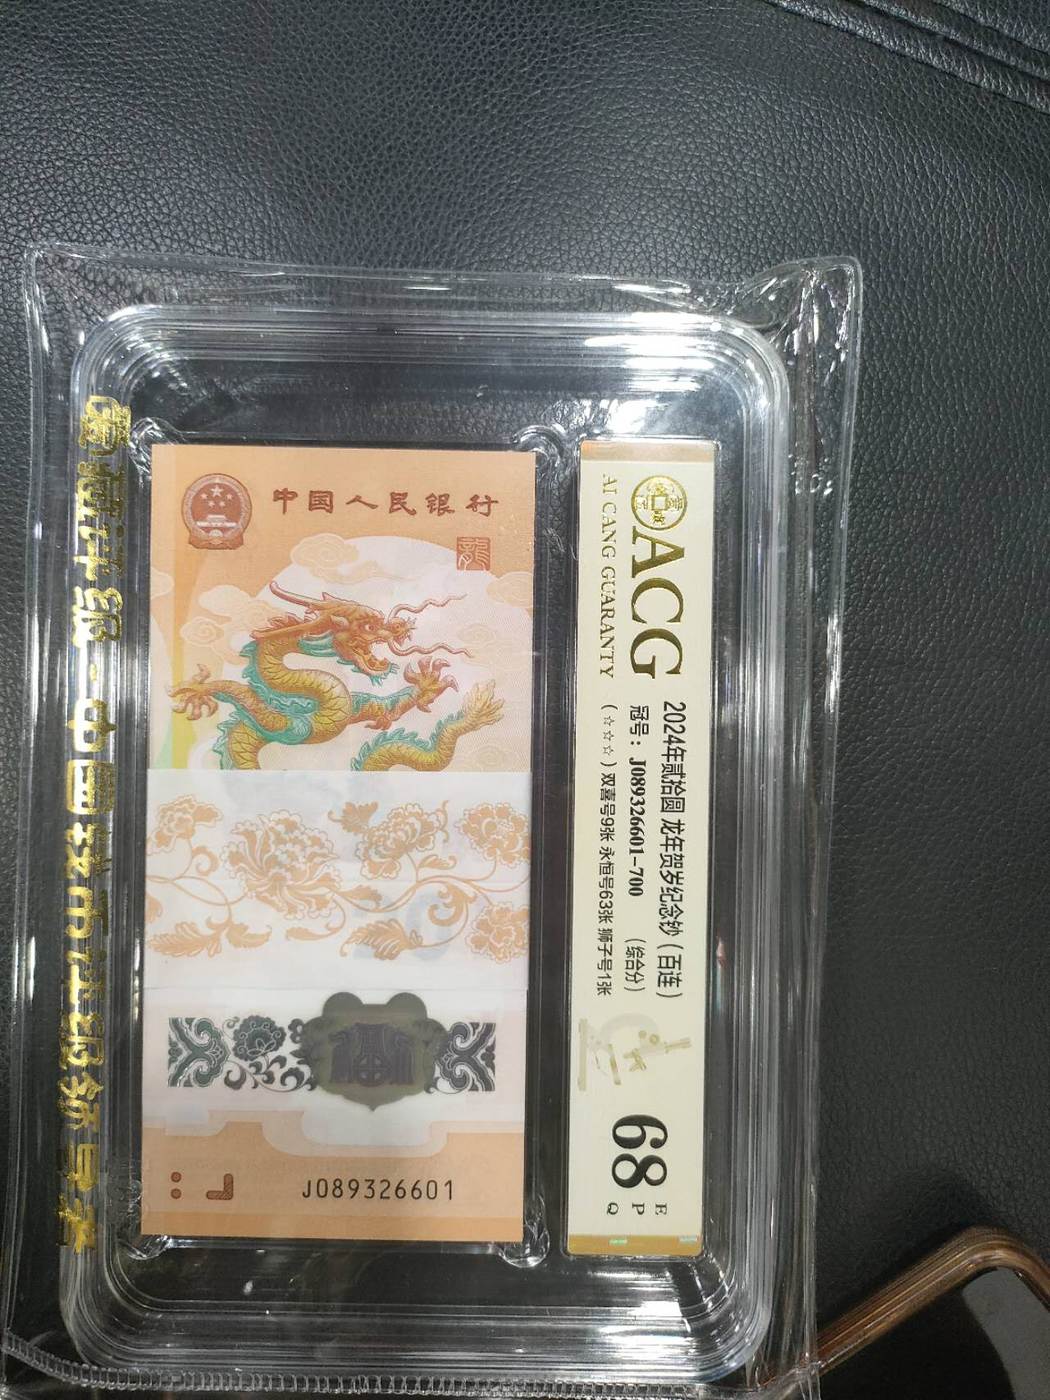 中国人民银行
龍
J089326601
ACG
AI CANG GUARANTY
2024年贰拾圆 龙年贺岁纪念钞（百连）
冠号：J089326601-700 （综合分）
（☆☆☆）双喜号9张 永恒号63张 狮子号1张
68
E
P
Q